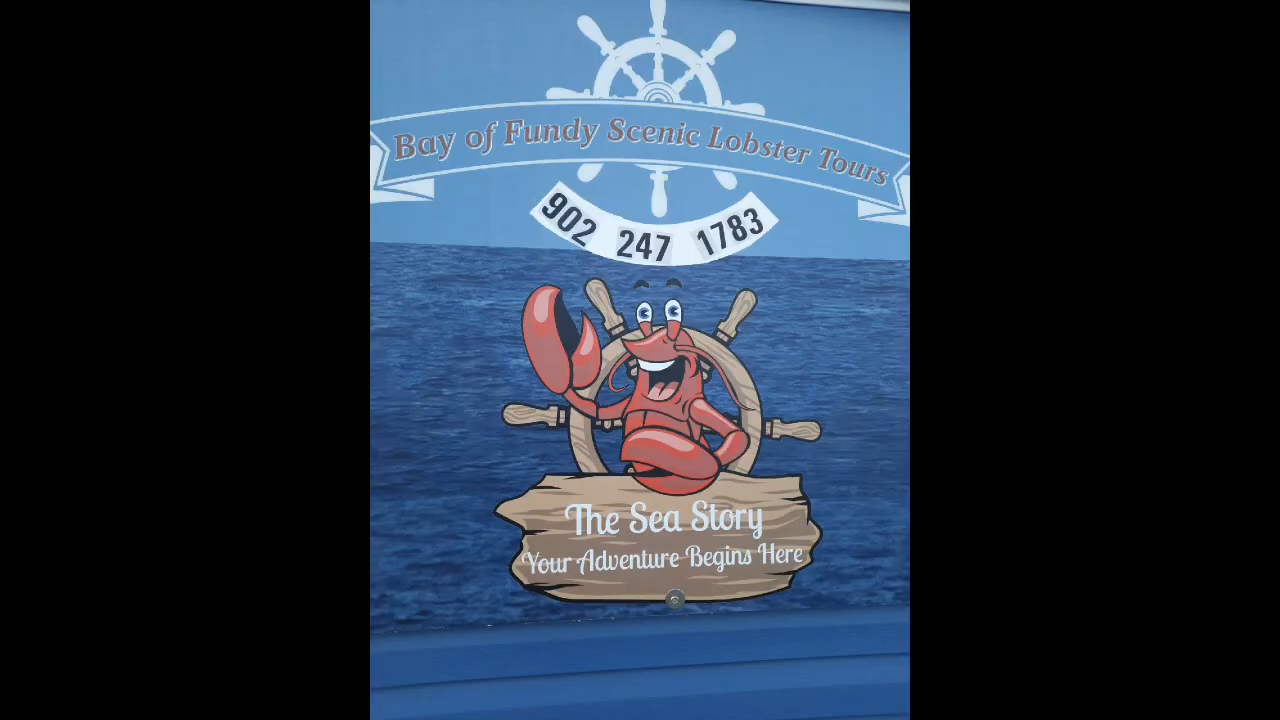 Bay of Fundy Scenic Lobster Tours
902 247 1783
The Sea Story
Your Adventure Begins Here